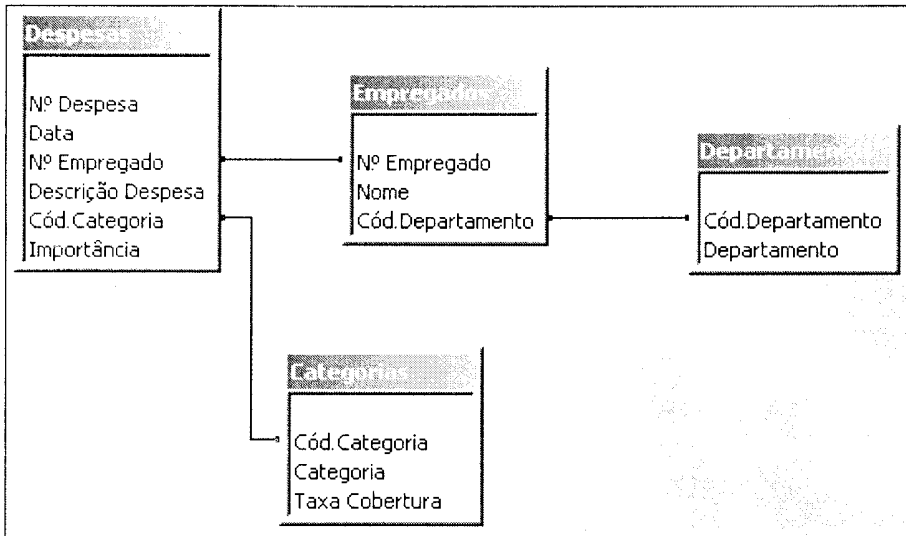 Despesas
Nº Despesa
Data
Nº Empregado
Descrição Despesa
Cód.Categoria
Importância
Empregados
Nº Empregado
Nome
Cód.Departamento
Departamen
Cód.Departamento
Departamento
Categorias
Cód.Categoria
Categoria
Taxa Cobertura